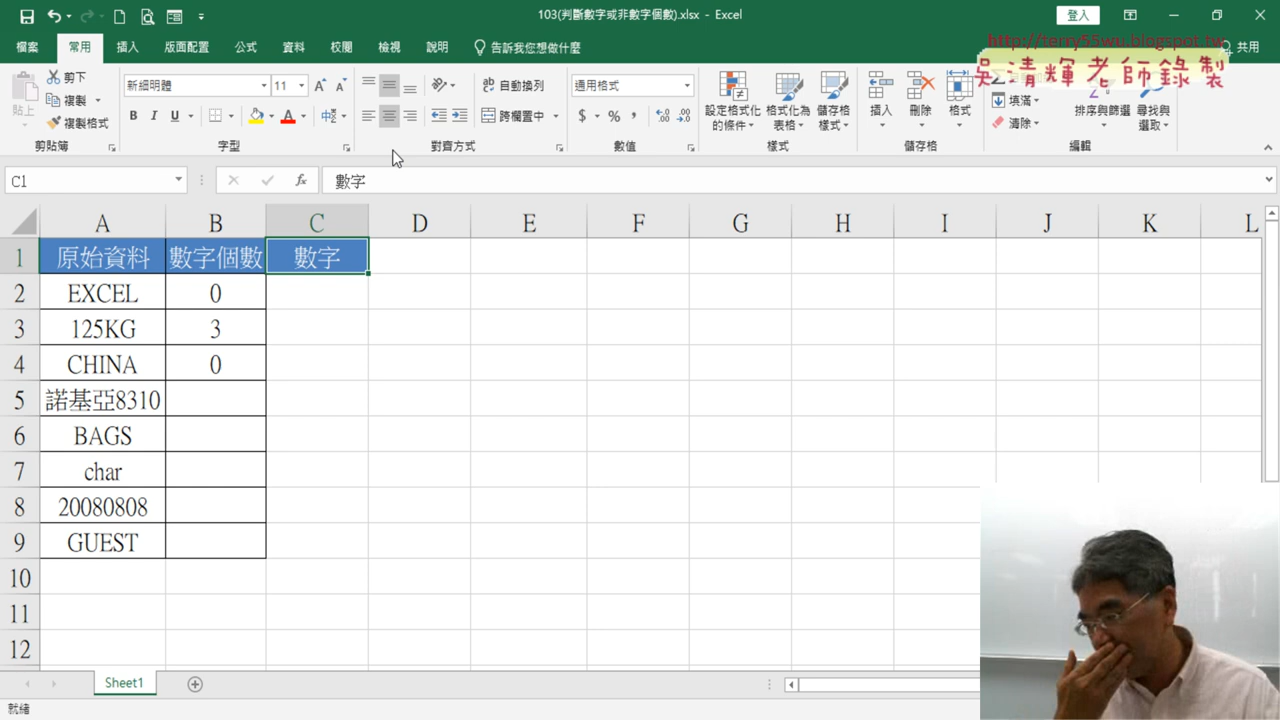 103(判斷數字或非數字個數).xlsx - Excel
登入
檔案 常用 插入 版面配置 公式 資料 校閱 檢視 說明 告訴我您想做什麼 共用
http://terry55wu.blogspot.tw
吳清輝老師錄製
貼上 剪下 複製 複製格式 剪貼簿
新細明體 11 B I U A 中 字型
ab 自動換列 跨欄置中 對齊方式
通用格式 $ % , 數值
設定格式化的條件 格式化為表格 儲存格樣式 樣式
插入 刪除 格式 儲存格
填滿 清除 排序與篩選 尋找與選取 編輯
C1 fx 數字
A B C D E F G H I J K L
1 原始資料 數字個數 數字
2 EXCEL 0
3 125KG 3
4 CHINA 0
5 諾基亞8310
6 BAGS
7 char
8 20080808
9 GUEST
10
11
12
Sheet1
就緒